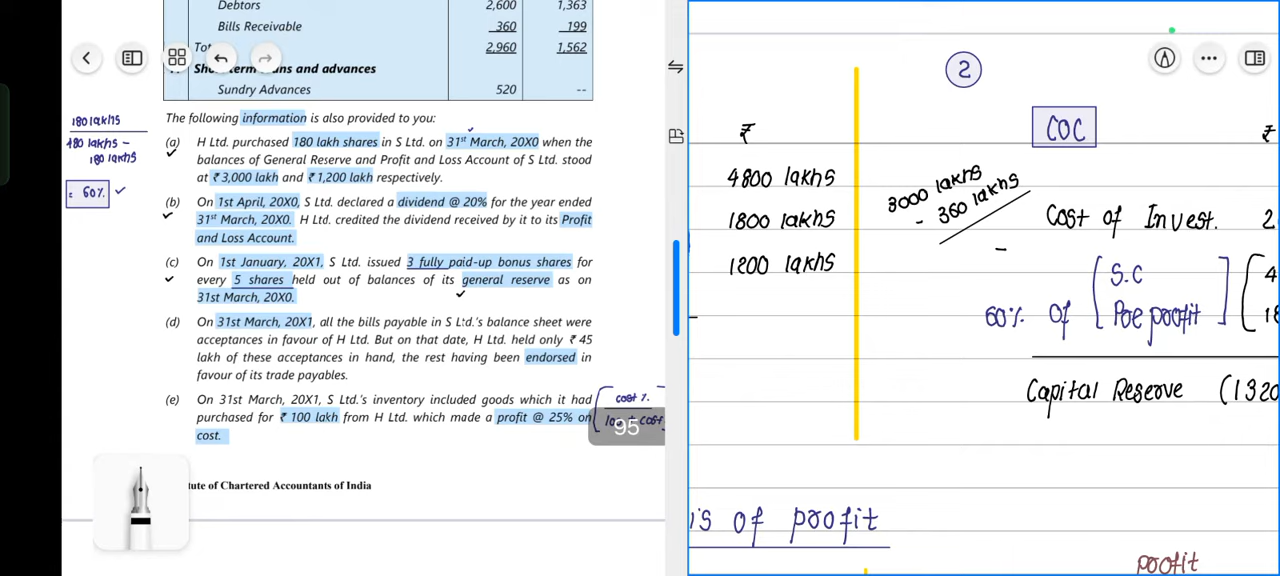 Debtors 2,600 1,363
Bills Receivable 360 199
2,960 1,562
Sundry Advances 520 --
The following information is also provided to you:
(a) H Ltd. purchased 180 lakh shares in S Ltd. on 31st March, 20X0 when the
balances of General Reserve and Profit and Loss Account of S Ltd. stood
at ₹ 3,000 lakh and ₹ 1,200 lakh respectively.
(b) On 1st April, 20X0, S Ltd. declared a dividend @ 20% for the year ended
31st March, 20X0. H Ltd. credited the dividend received by it to its Profit
and Loss Account.
(c) On 1st January, 20X1, S Ltd. issued 3 fully paid-up bonus shares for
every 5 shares held out of balances of its general reserve as on
31st March, 20X0.
(d) On 31st March, 20X1, all the bills payable in S Ltd.'s balance sheet were
acceptances in favour of H Ltd. But on that date, H Ltd. held only ₹ 45
lakh of these acceptances in hand, the rest having been endorsed in
favour of its trade payables.
(e) On 31st March, 20X1, S Ltd.'s inventory included goods which it had
purchased for ₹ 100 lakh from H Ltd. which made a profit @ 25% on
cost.
tute of Chartered Accountants of India
180 lakhs
180 lakhs -
180 lakhs
= 60%
cost %
95
2
₹
4800 lakhs
1800 lakhs
1200 lakhs
3000 lakhs
- 360 lakhs
COC
₹
Cost of Invest. 2
-
60% of [S.C
Poe profit] [4
18
Capital Reserve (1320
is of profit
profit